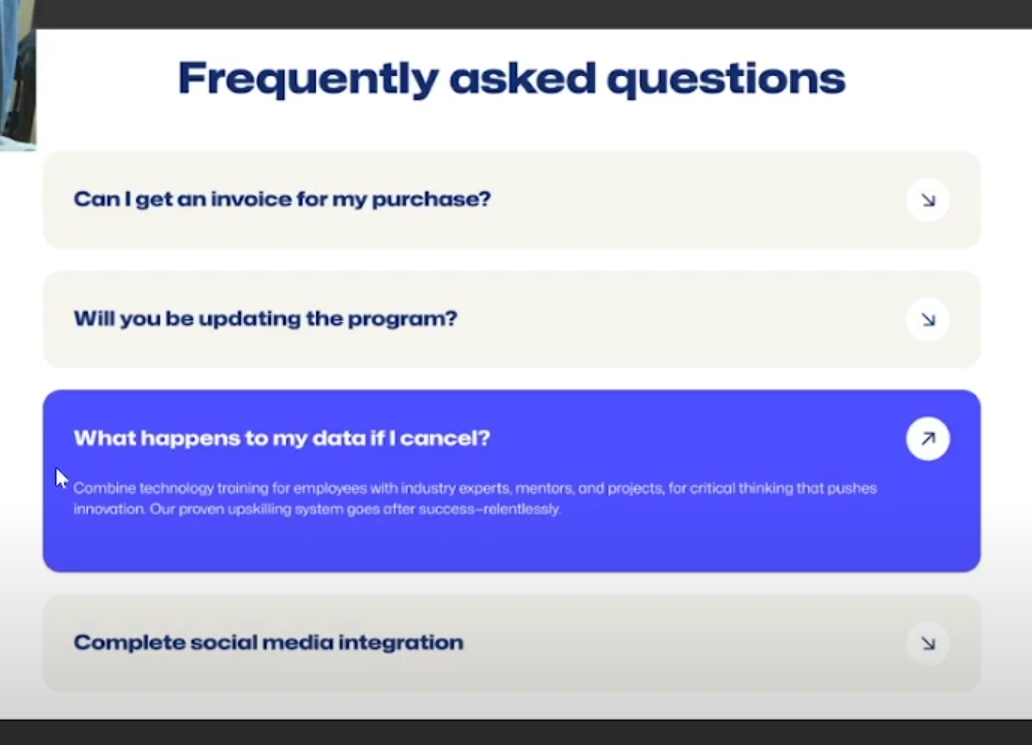 Frequently asked questions
Can I get an invoice for my purchase?
Will you be updating the program?
What happens to my data if I cancel?
Combine technology training for employees with industry experts, mentors, and projects, for critical thinking that pushes
innovation. Our proven upskilling system goes after success—relentlessly.
Complete social media integration